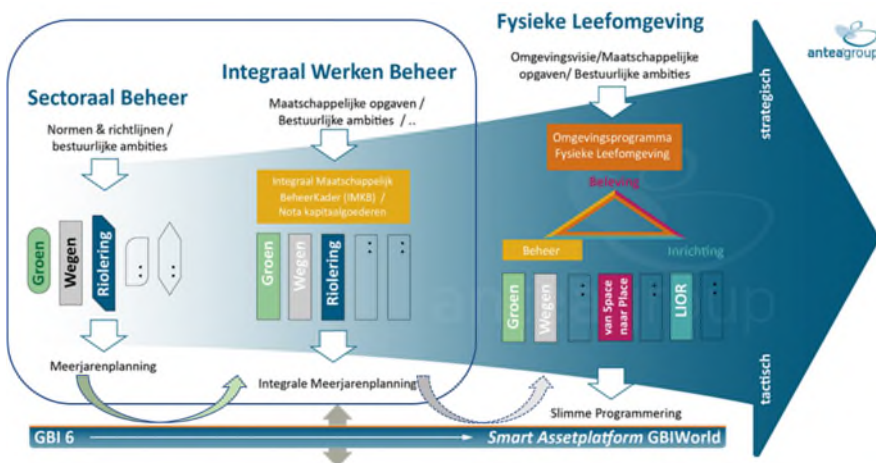 Fysieke Leefomgeving
anteagroup
Omgevingsvisie/Maatschappelijke
opgaven/ Bestuurlijke ambities
strategisch
Integraal Werken Beheer
Maatschappelijke opgaven /
Bestuurlijke ambities / ..
Sectoraal Beheer
Normen & richtlijnen /
bestuurlijke ambities
Omgevingsprogramma
Fysieke Leefomgeving
Beleving
Integraal Maatschappelijk
BeheerKader (IMKB) /
Nota kapitaalgoederen
Beheer
Inrichting
Groen
Wegen
Riolering
..
..
Groen
Wegen
Riolering
..
..
Groen
Wegen
..
van Space
naar Place
..
LIOR
..
anteagroup
Meerjarenplanning
Integrale Meerjarenplanning
Slimme Programmering
tactisch
GBI 6
Smart Assetplatform GBIWorld